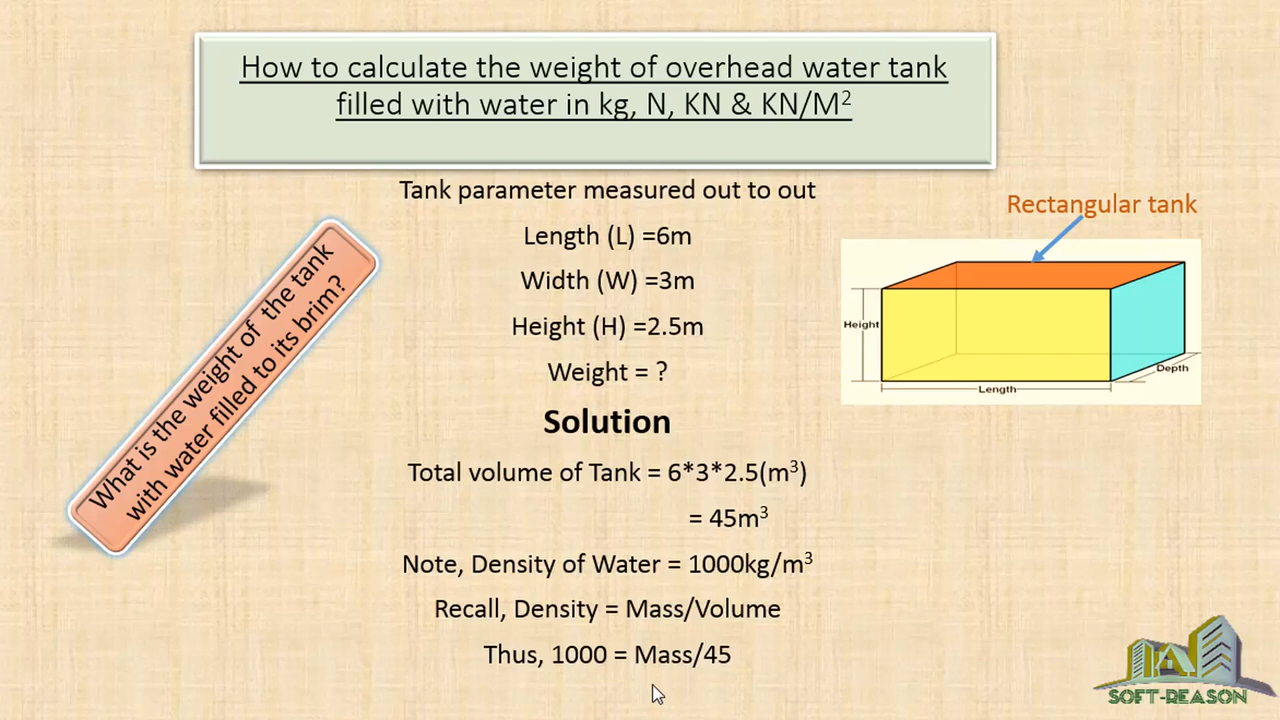 How to calculate the weight of overhead water tank
filled with water in kg, N, KN & KN/M²
Tank parameter measured out to out
Length (L) =6m
Width (W) =3m
Height (H) =2.5m
Weight = ?
Solution
Total volume of Tank = 6*3*2.5(m³)
= 45m³
Note, Density of Water = 1000kg/m³
Recall, Density = Mass/Volume
Thus, 1000 = Mass/45
What is the weight of the tank
with water filled to its brim?
Rectangular tank
Height
Depth
Length
SOFT-REASON